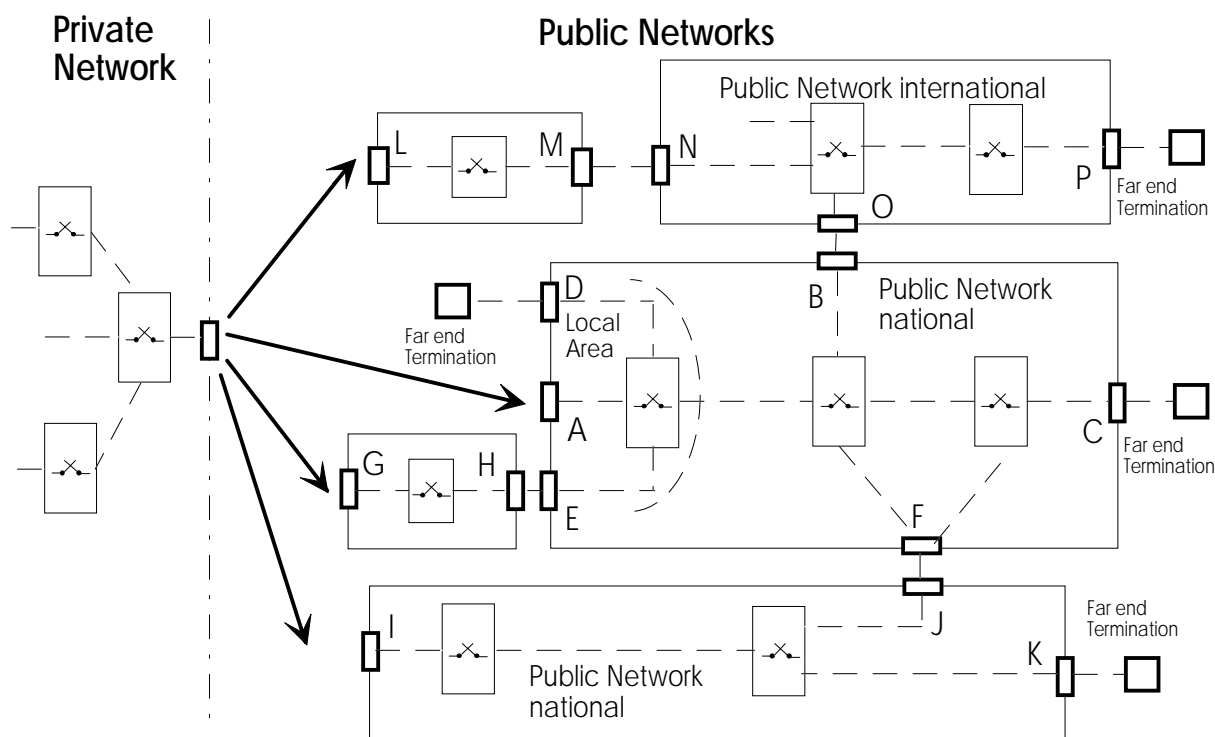 Private
Network
Public Networks
Public Network international
L
M
N
O
P
Far end
Termination
D
Local
Area
Far end
Termination
B
Public Network
national
A
C
Far end
Termination
G
H
E
F
I
J
K
Far end
Termination
Public Network
national